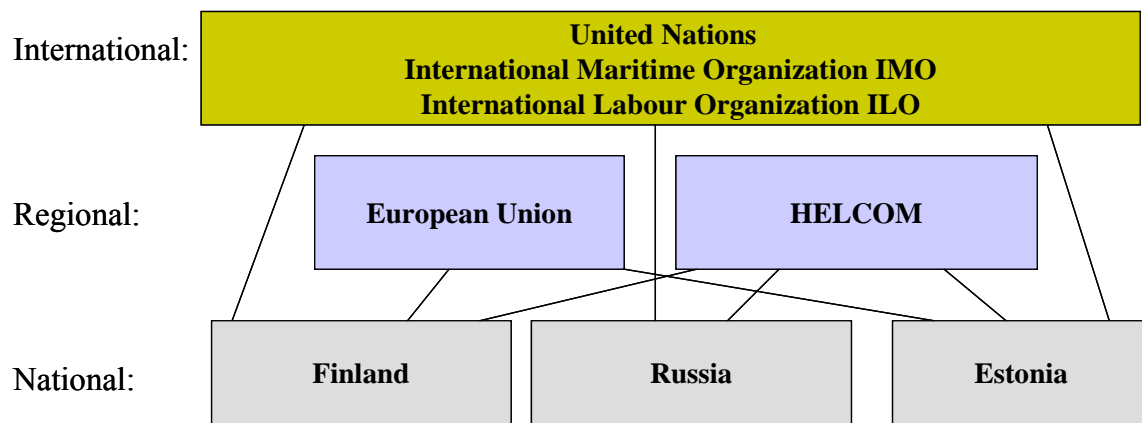 International:
United Nations
International Maritime Organization IMO
International Labour Organization ILO
Regional:
European Union
HELCOM
National:
Finland
Russia
Estonia